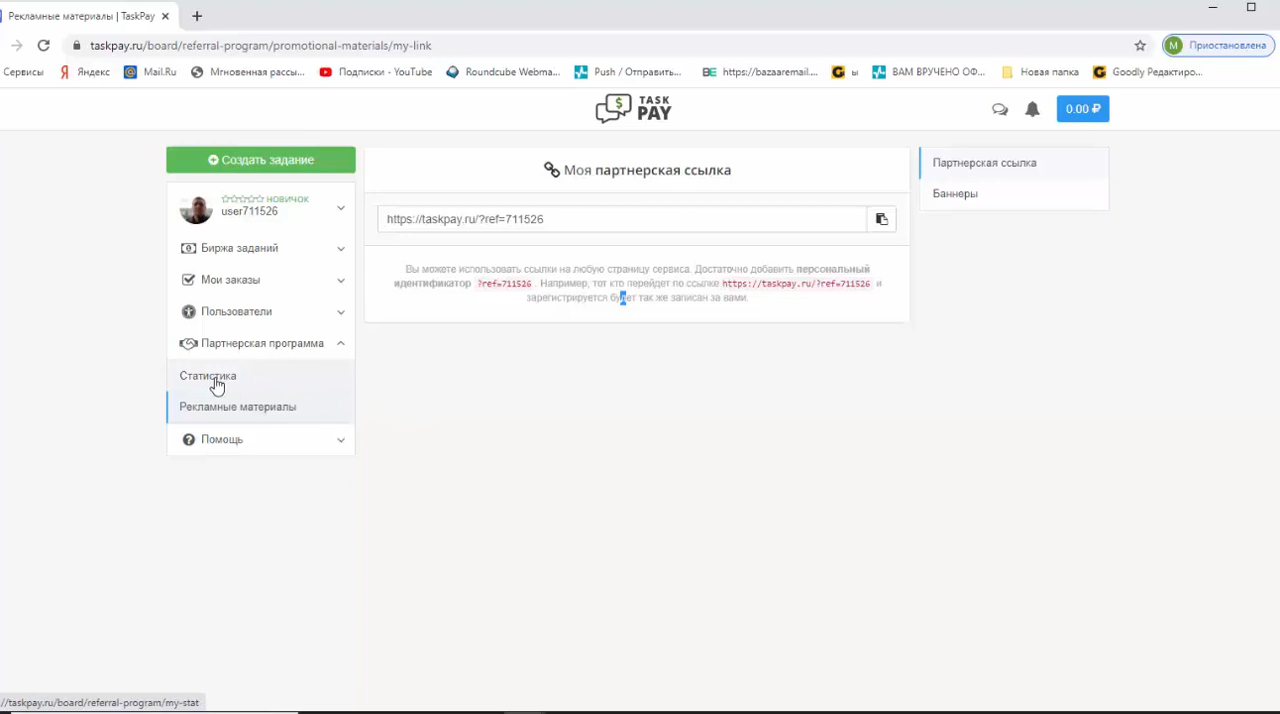 Рекламные материалы | TaskPay
taskpay.ru/board/referral-program/promotional-materials/my-link
М Приостановлена
Сервисы Яндекс Mail.Ru Мгновенная рассы... Подписки - YouTube Roundcube Webma... Push / Отправить... https://bazaaremail.... ы ВАМ ВРУЧЕНО ОФ... Новая папка Goodly Редактиро...
TASK
PAY
0.00 ₽
Создать задание
НОВИЧОК
user711526
Биржа заданий
Мои заказы
Пользователи
Партнерская программа
Статистика
Рекламные материалы
Помощь
Моя партнерская ссылка
https://taskpay.ru/?ref=711526
Вы можете использовать ссылки на любую страницу сервиса. Достаточно добавить персональный
идентификатор ?ref=711526 . Например, тот кто перейдет по ссылке https://taskpay.ru/?ref=711526 и
зарегистрируется будет так же записан за вами.
Партнерская ссылка
Баннеры
//taskpay.ru/board/referral-program/my-stat